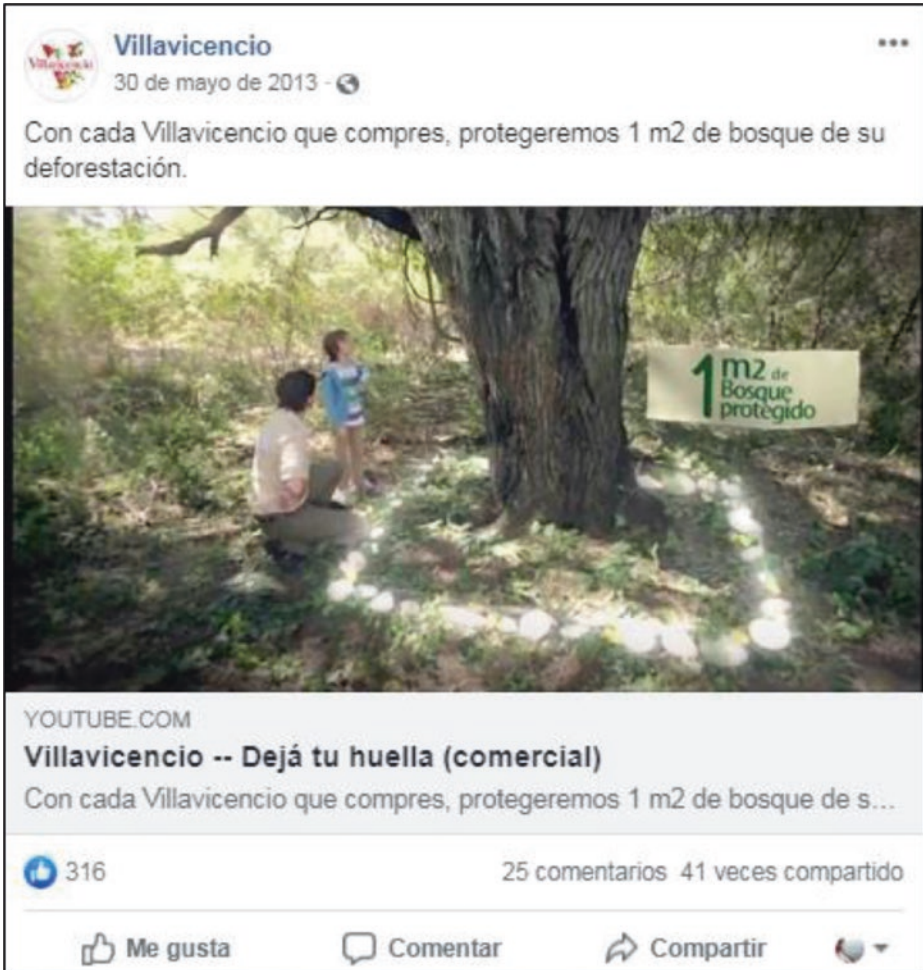 Villavicencio
Villavicencio
30 de mayo de 2013 ·
Con cada Villavicencio que compres, protegeremos 1 m2 de bosque de su
deforestación.
1 m2 de
Bosque
protegido
YOUTUBE.COM
Villavicencio -- Dejá tu huella (comercial)
Con cada Villavicencio que compres, protegeremos 1 m2 de bosque de s...
316
25 comentarios 41 veces compartido
Me gusta
Comentar
Compartir